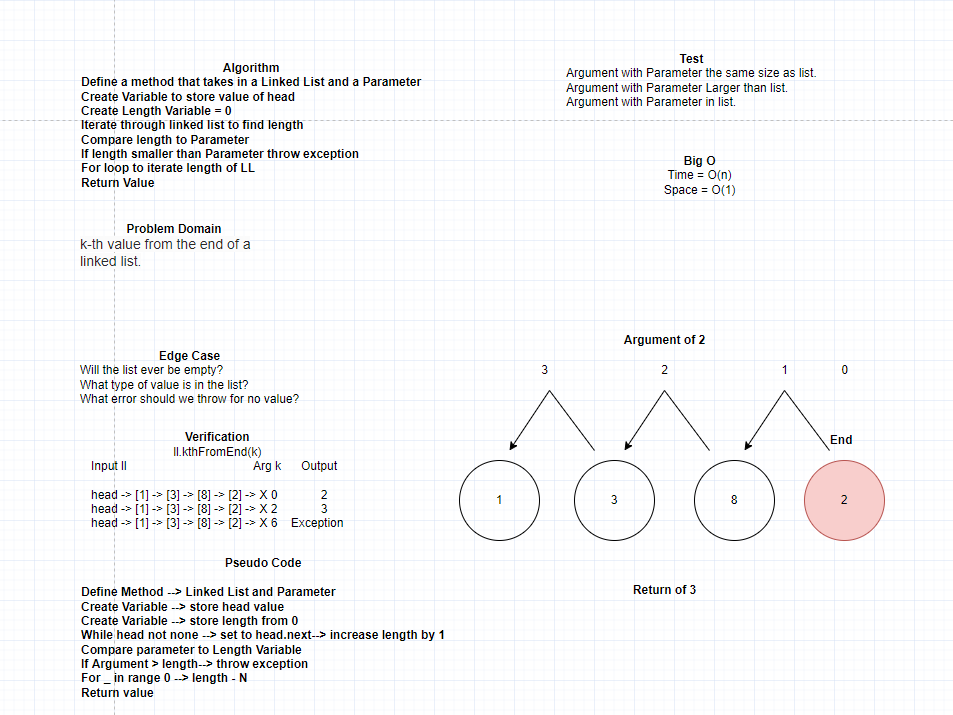 Algorithm
Define a method that takes in a Linked List and a Parameter
Create Variable to store value of head
Create Length Variable = 0
Iterate through linked list to find length
Compare length to Parameter
If length smaller than Parameter throw exception
For loop to iterate length of LL
Return Value
Test
Argument with Parameter the same size as list.
Argument with Parameter Larger than list.
Argument with Parameter in list.
Big O
Time = O(n)
Space = O(1)
Problem Domain
k-th value from the end of a
linked list.
Edge Case
Will the list ever be empty?
What type of value is in the list?
What error should we throw for no value?
Verification
ll.kthFromEnd(k)
Input ll Arg k Output
head -> [1] -> [3] -> [8] -> [2] -> X 0 2
head -> [1] -> [3] -> [8] -> [2] -> X 2 3
head -> [1] -> [3] -> [8] -> [2] -> X 6 Exception
Argument of 2
3 2 1 0
End
1 3 8 2
Return of 3
Pseudo Code
Define Method --> Linked List and Parameter
Create Variable --> store head value
Create Variable --> store length from 0
While head not none --> set to head.next--> increase length by 1
Compare parameter to Length Variable
If Argument > length--> throw exception
For _ in range 0 --> length - N
Return value